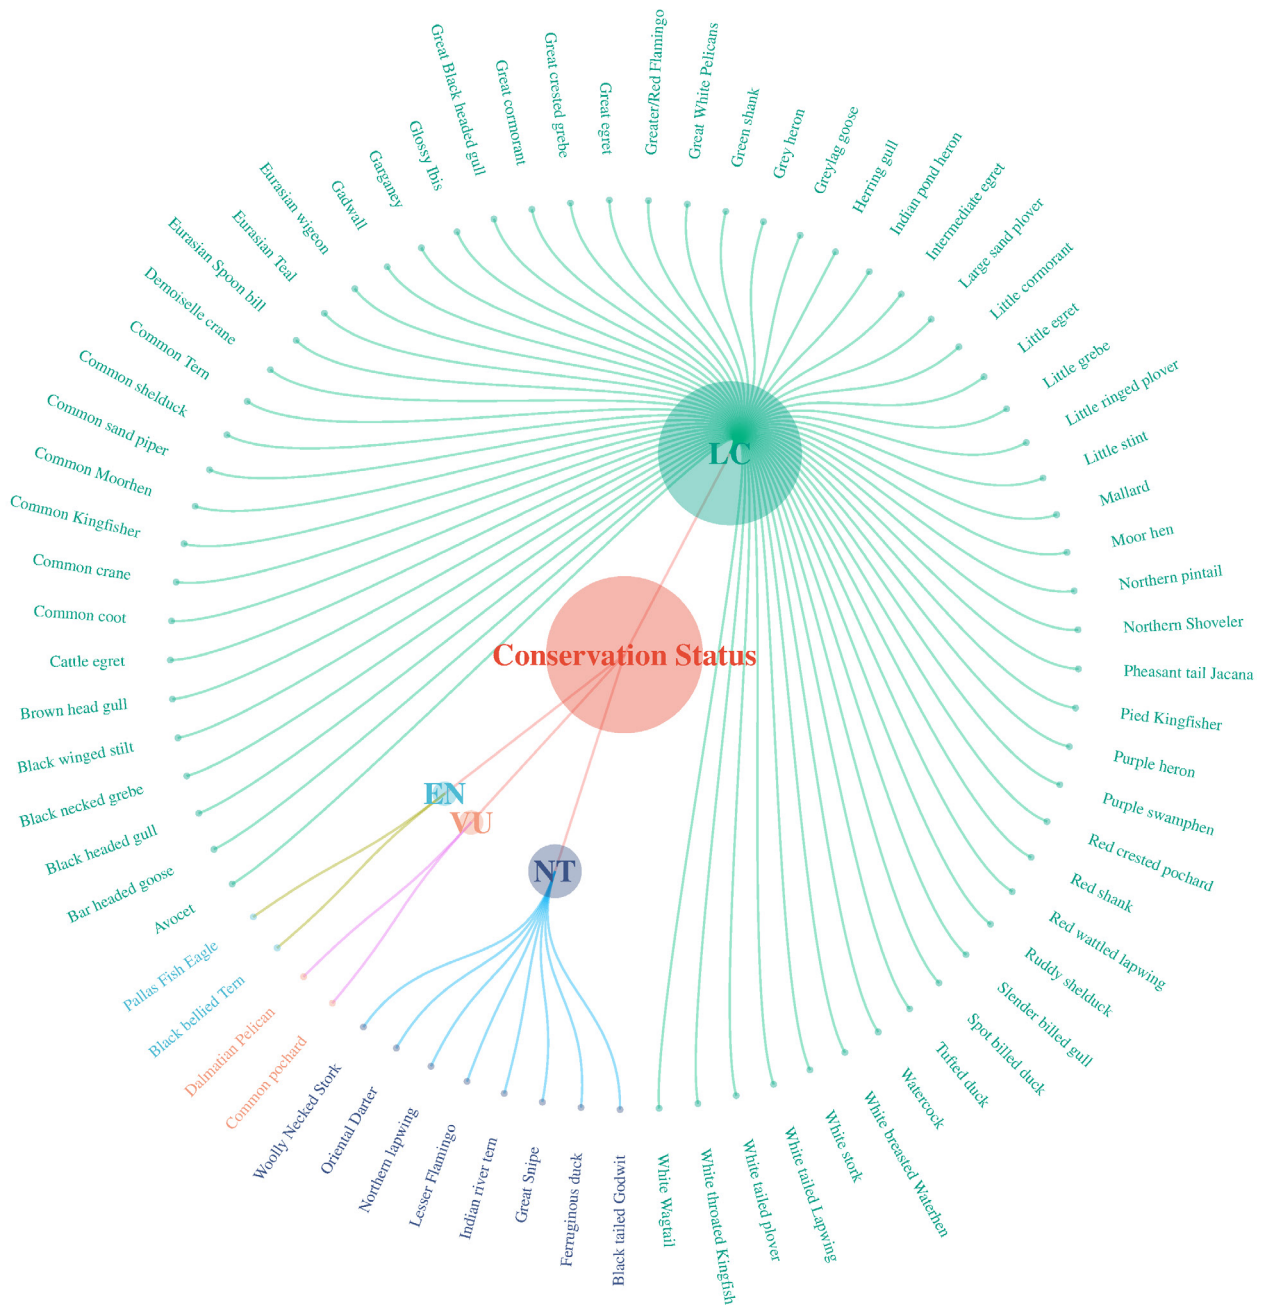 Conservation Status
LC
EN
VU
NT
Avocet
Bar headed goose
Black headed gull
Black necked grebe
Black winged stilt
Brown head gull
Cattle egret
Common coot
Common crane
Common Kingfisher
Common Moorhen
Common sand piper
Common shelduck
Common Tern
Demoiselle crane
Eurasian Spoon bill
Eurasian Teal
Eurasian wigeon
Gadwall
Garganey
Glossy Ibis
Great Black headed gull
Great cormorant
Great crested grebe
Great egret
Greater/Red Flamingo
Great White Pelicans
Green shank
Grey heron
Greylag goose
Herring gull
Indian pond heron
Intermediate egret
Large sand plover
Little cormorant
Little egret
Little grebe
Little ringed plover
Little stint
Mallard
Moor hen
Northern pintail
Northern Shoveler
Pheasant tail Jacana
Pied Kingfisher
Purple heron
Purple swamphen
Red crested pochard
Red shank
Red wattled lapwing
Ruddy shelduck
Slender billed gull
Spot billed duck
Tufted duck
Watercock
White breasted Waterhen
White stork
White tailed Lapwing
White tailed plover
White throated Kingfish
White Wagtail
Black tailed Godwit
Ferruginous duck
Great Snipe
Indian river tern
Lesser Flamingo
Northern lapwing
Oriental Darter
Woolly Necked Stork
Common pochard
Dalmatian Pelican
Black bellied Tern
Pallas Fish Eagle